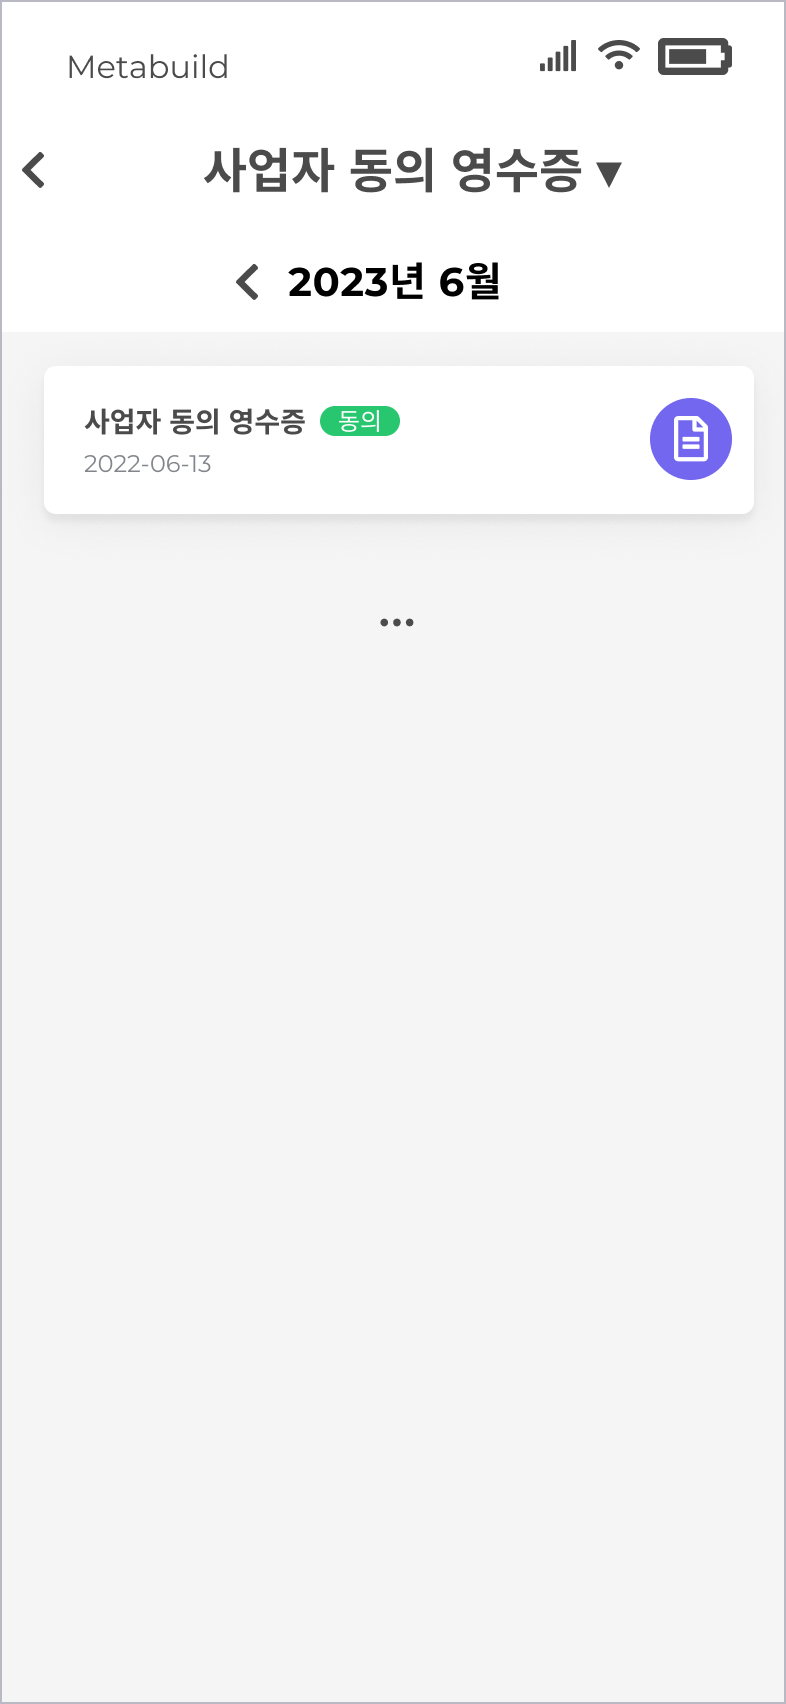 Metabuild
사업자 동의 영수증 ▼
2023년 6월
사업자 동의 영수증 동의
2022-06-13
...